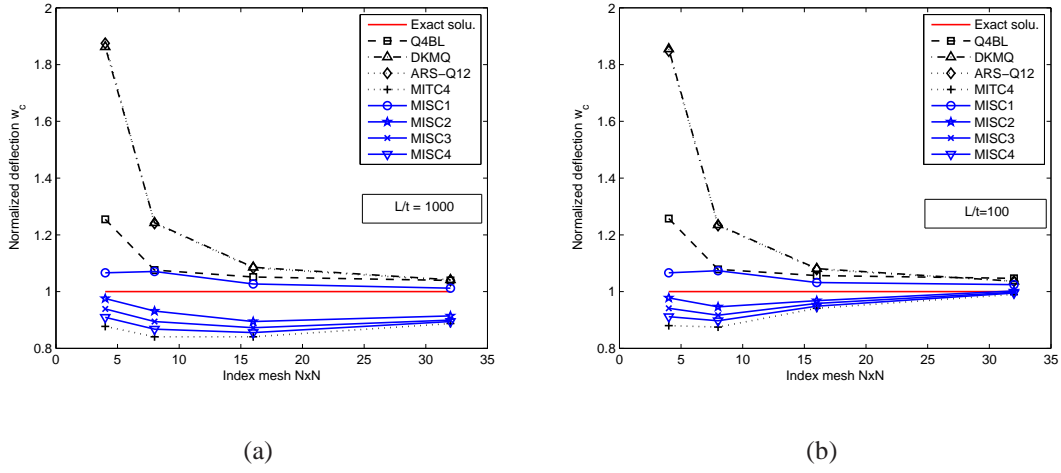 2
1.8
1.6
1.4
1.2
1
0.8
0
5
10
15
20
25
30
35
Normalized deflection w_c
Index mesh NxN
Exact solu.
Q4BL
DKMQ
ARS−Q12
MITC4
MISC1
MISC2
MISC3
MISC4
L/t = 1000
(a)
2
1.8
1.6
1.4
1.2
1
0.8
0
5
10
15
20
25
30
35
Normalized deflection w_c
Index mesh NxN
Exact solu.
Q4BL
DKMQ
ARS−Q12
MITC4
MISC1
MISC2
MISC3
MISC4
L/t=100
(b)